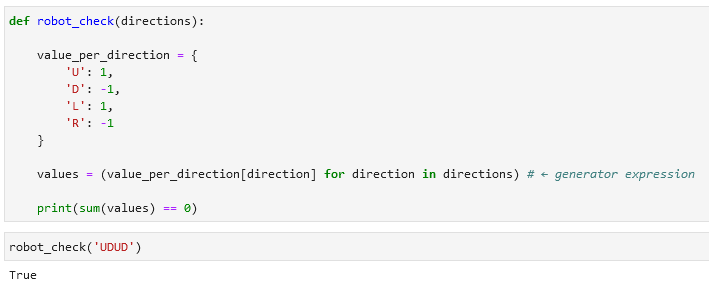 def robot_check(directions):
value_per_direction = {
'U': 1,
'D': -1,
'L': 1,
'R': -1
}
values = (value_per_direction[direction] for direction in directions) # ← generator expression
print(sum(values) == 0)
robot_check('UDUD')
True